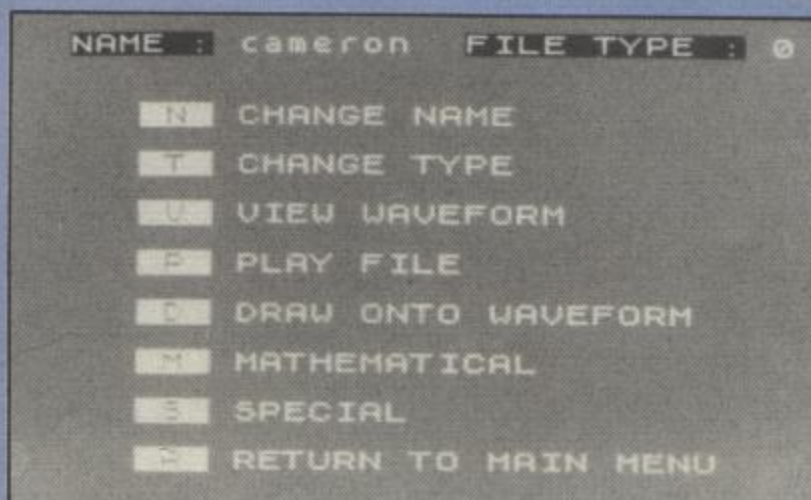 NAME : cameron FILE TYPE : 0
N CHANGE NAME
T CHANGE TYPE
V VIEW WAVEFORM
P PLAY FILE
D DRAW ONTO WAVEFORM
M MATHEMATICAL
S SPECIAL
R RETURN TO MAIN MENU